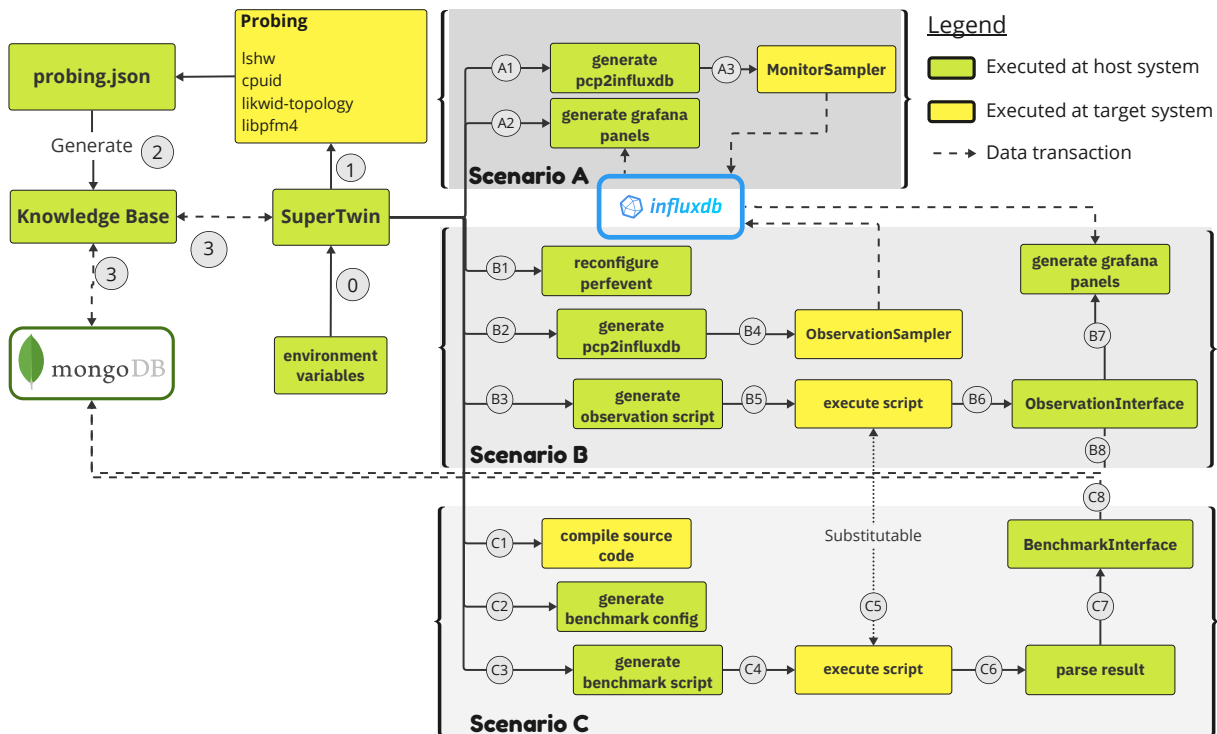 Probing
lshw
cpuid
likwid-topology
libpfm4
probing.json
Generate
2
1
Knowledge Base
3
SuperTwin
3
0
mongoDB
environment
variables
A1
generate
pcp2influxdb
A3
MonitorSampler
A2
generate grafana
panels
Scenario A
influxdb
Legend
Executed at host system
Executed at target system
Data transaction
B1
reconfigure
perfevent
generate grafana
panels
B2
generate
pcp2influxdb
B4
ObservationSampler
B7
B3
generate
observation script
B5
execute script
B6
ObservationInterface
Scenario B
B8
C8
C1
compile source
code
Substitutable
BenchmarkInterface
C2
generate
benchmark config
C5
C7
C3
generate
benchmark script
C4
execute script
C6
parse result
Scenario C